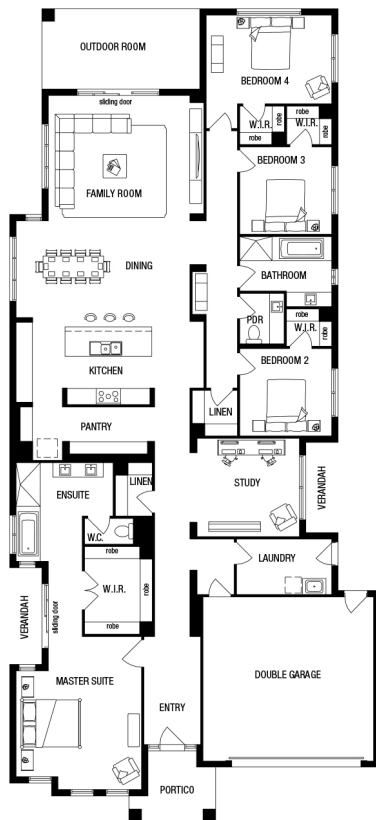 OUTDOOR ROOM
BEDROOM 4
sliding door
W.I.R.
robe
robe
robe
robe
W.I.R.
FAMILY ROOM
BEDROOM 3
DINING
BATHROOM
PDR
robe
W.I.R.
robe
KITCHEN
BEDROOM 2
LINEN
PANTRY
STUDY
VERANDAH
ENSUITE
LINEN
W.C.
robe
LAUNDRY
W.I.R.
robe
robe
VERANDAH
sliding door
MASTER SUITE
DOUBLE GARAGE
ENTRY
PORTICO